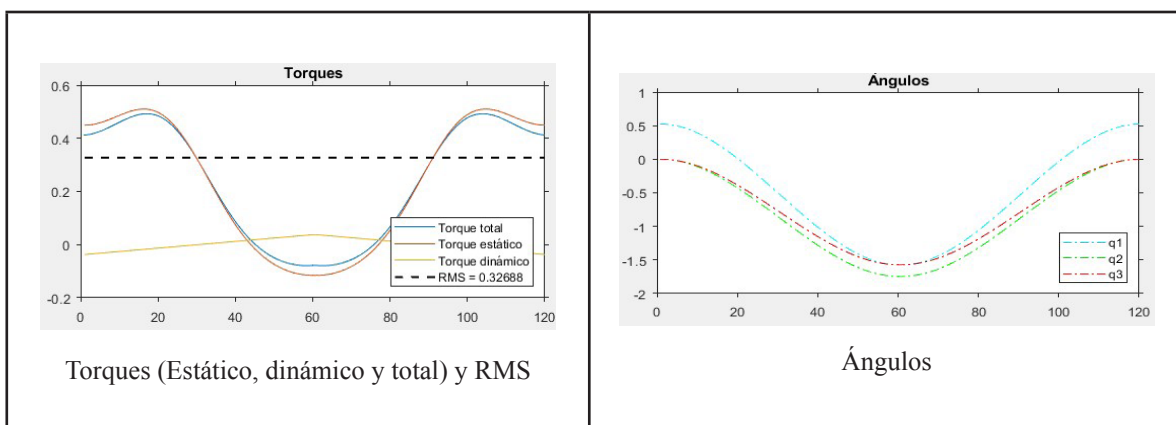 Torques
0.6
0.4
0.2
0
-0.2
0 20 40 60 80 100 120
Torque total
Torque estático
Torque dinámico
RMS = 0.32688
Torques (Estático, dinámico y total) y RMS
Ángulos
1
0.5
0
-0.5
-1
-1.5
-2
0 20 40 60 80 100 120
q1
q2
q3
Ángulos